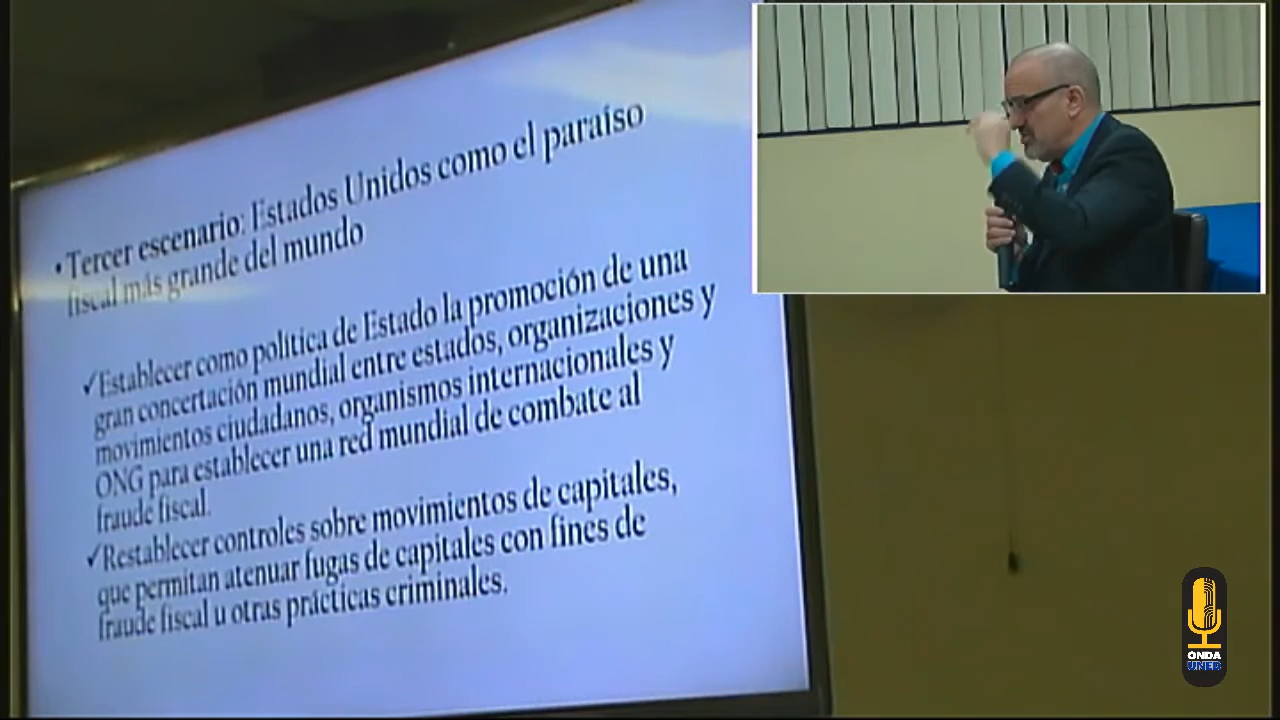 • Tercer escenario: Estados Unidos como el paraíso
fiscal más grande del mundo
✓Establecer como política de Estado la promoción de una
gran concertación mundial entre estados, organizaciones y
movimientos ciudadanos, organismos internacionales y
ONG para establecer una red mundial de combate al
fraude fiscal.
✓Restablecer controles sobre movimientos de capitales,
que permitan atenuar fugas de capitales con fines de
fraude fiscal u otras prácticas criminales.
ONDA
UNEB